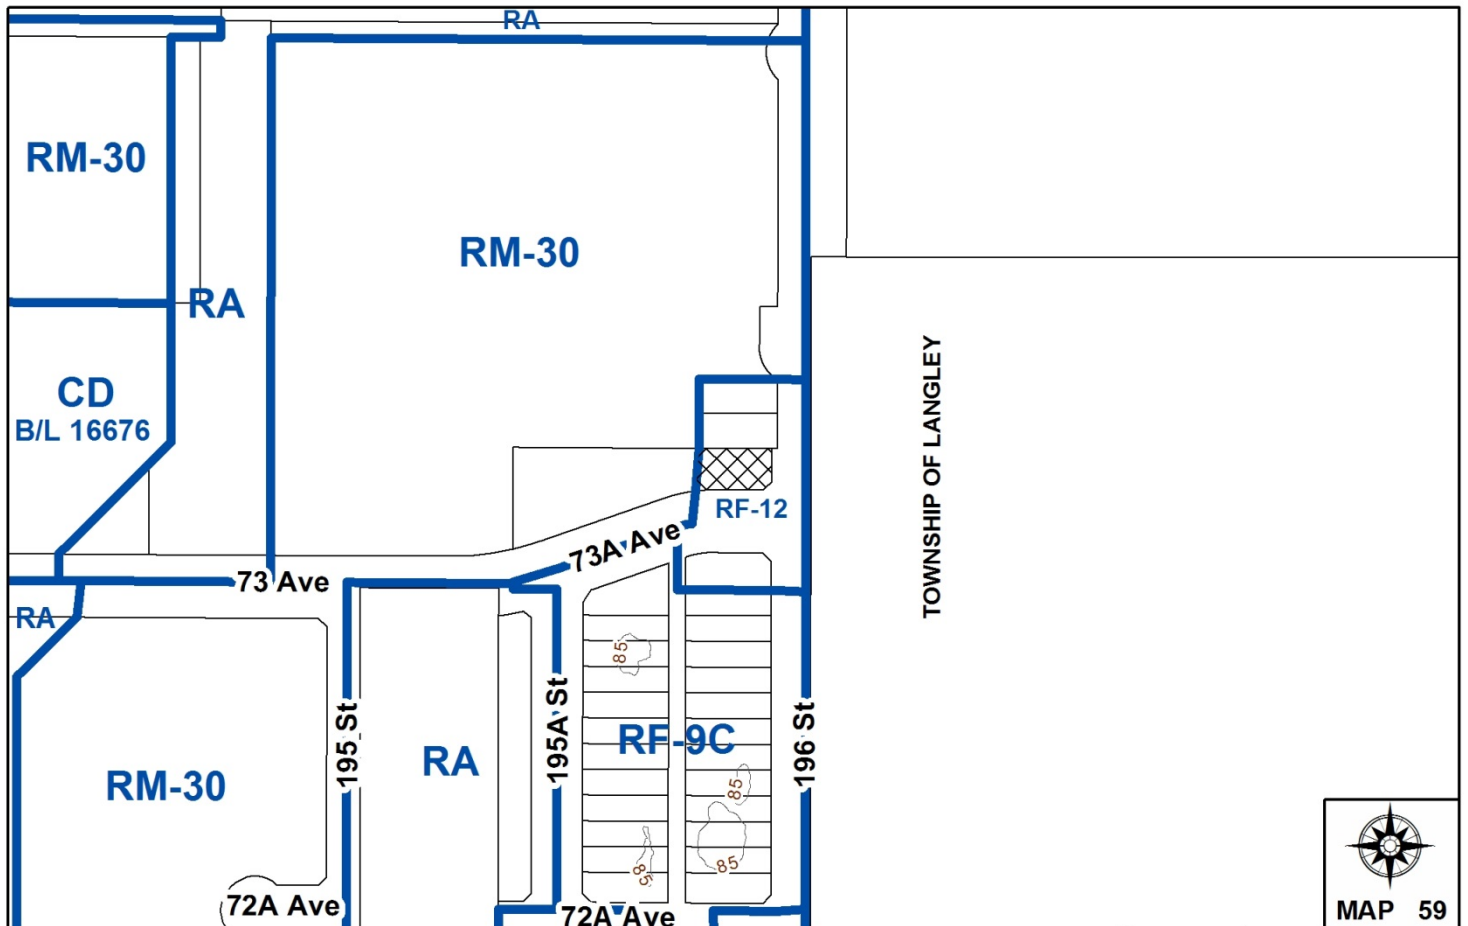 RA
RM-30
RM-30
RA
CD
B/L 16676
TOWNSHIP OF LANGLEY
RF-12
73A Ave
73 Ave
RA
85
195 St
195A St
RF-9C
196 St
RA
RM-30
85
85
85
72A Ave
72A Ave
MAP 59